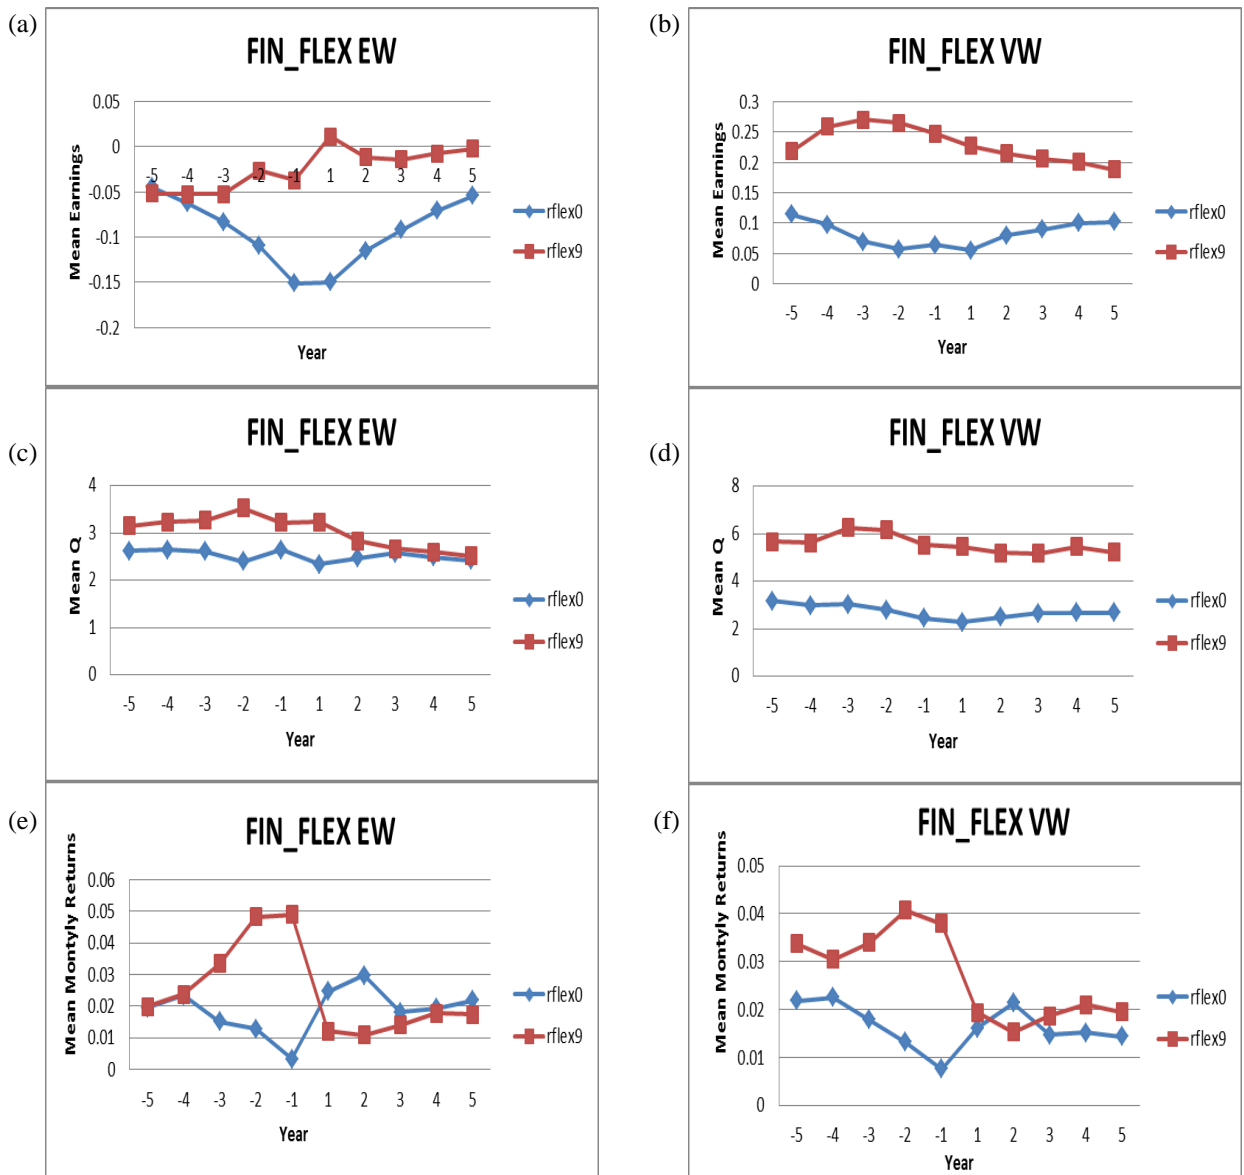 (a)
FIN_FLEX EW
Mean Earnings
0.05
0
-0.05
-0.1
-0.15
-0.2
-5 -4 -3 -2 -1 1 2 3 4 5
Year
rflex0
rflex9
(b)
FIN_FLEX VW
Mean Earnings
0.3
0.25
0.2
0.15
0.1
0.05
0
-5 -4 -3 -2 -1 1 2 3 4 5
Year
rflex0
rflex9
(c)
FIN_FLEX EW
Mean Q
4
3
2
1
0
-5 -4 -3 -2 -1 1 2 3 4 5
Year
rflex0
rflex9
(d)
FIN_FLEX VW
Mean Q
8
6
4
2
0
-5 -4 -3 -2 -1 1 2 3 4 5
Year
rflex0
rflex9
(e)
FIN_FLEX EW
Mean Montyly Returns
0.06
0.05
0.04
0.03
0.02
0.01
0
-5 -4 -3 -2 -1 1 2 3 4 5
Year
rflex0
rflex9
(f)
FIN_FLEX VW
Mean Montyly Returns
0.05
0.04
0.03
0.02
0.01
0
-5 -4 -3 -2 -1 1 2 3 4 5
Year
rflex0
rflex9